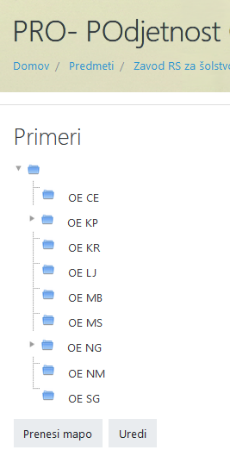 PRO- POdjetnost
Domov / Predmeti / Zavod RS za šolstvo
Primeri
OE CE
OE KP
OE KR
OE LJ
OE MB
OE MS
OE NG
OE NM
OE SG
Prenesi mapo Uredi